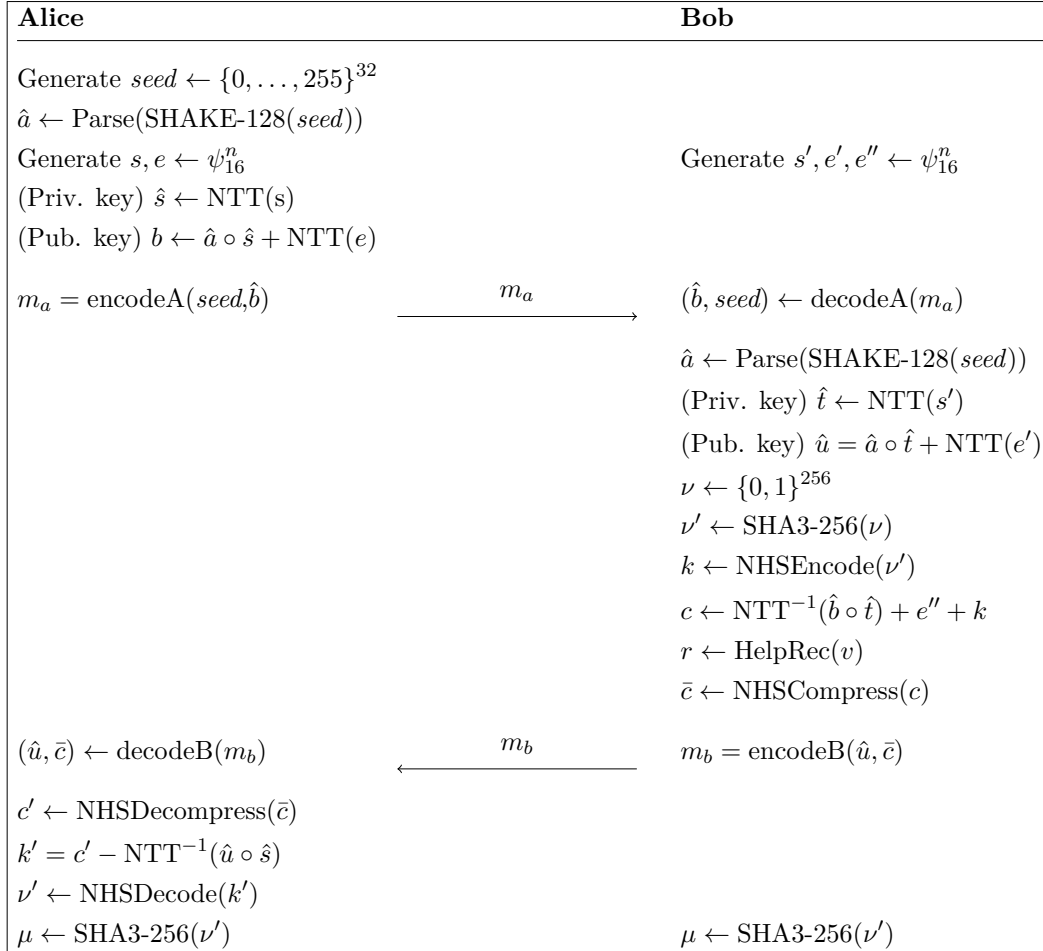 Alice Bob
Generate seed ← {0, . . . , 255}^32
â ← Parse(SHAKE-128(seed))
Generate s, e ← ψ_16^n Generate s′, e′, e′′ ← ψ_16^n
(Priv. key) ŝ ← NTT(s)
(Pub. key) b ← â ∘ ŝ + NTT(e)
m_a = encodeA(seed,b̂) m_a (b̂, seed) ← decodeA(m_a)
â ← Parse(SHAKE-128(seed))
(Priv. key) t̂ ← NTT(s′)
(Pub. key) û = â ∘ t̂ + NTT(e′)
ν ← {0, 1}^256
ν′ ← SHA3-256(ν)
k ← NHSEncode(ν′)
c ← NTT^−1(b̂ ∘ t̂) + e′′ + k
r ← HelpRec(v)
c̄ ← NHSCompress(c)
(û, c̄) ← decodeB(m_b) m_b m_b = encodeB(û, c̄)
c′ ← NHSDecompress(c̄)
k′ = c′ − NTT^−1(û ∘ ŝ)
ν′ ← NHSDecode(k′)
μ ← SHA3-256(ν′) μ ← SHA3-256(ν′)